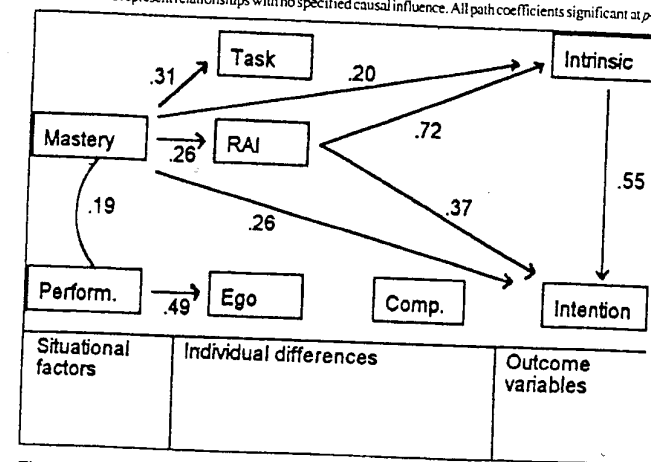 represent relationships with no specified causal influence. All path coefficients significant at p
Task
Intrinsic
.31
.20
Mastery
.26
RAI
.72
.55
.19
.37
.26
Perform.
.49
Ego
Comp.
Intention
Situational
factors
Individual differences
Outcome
variables